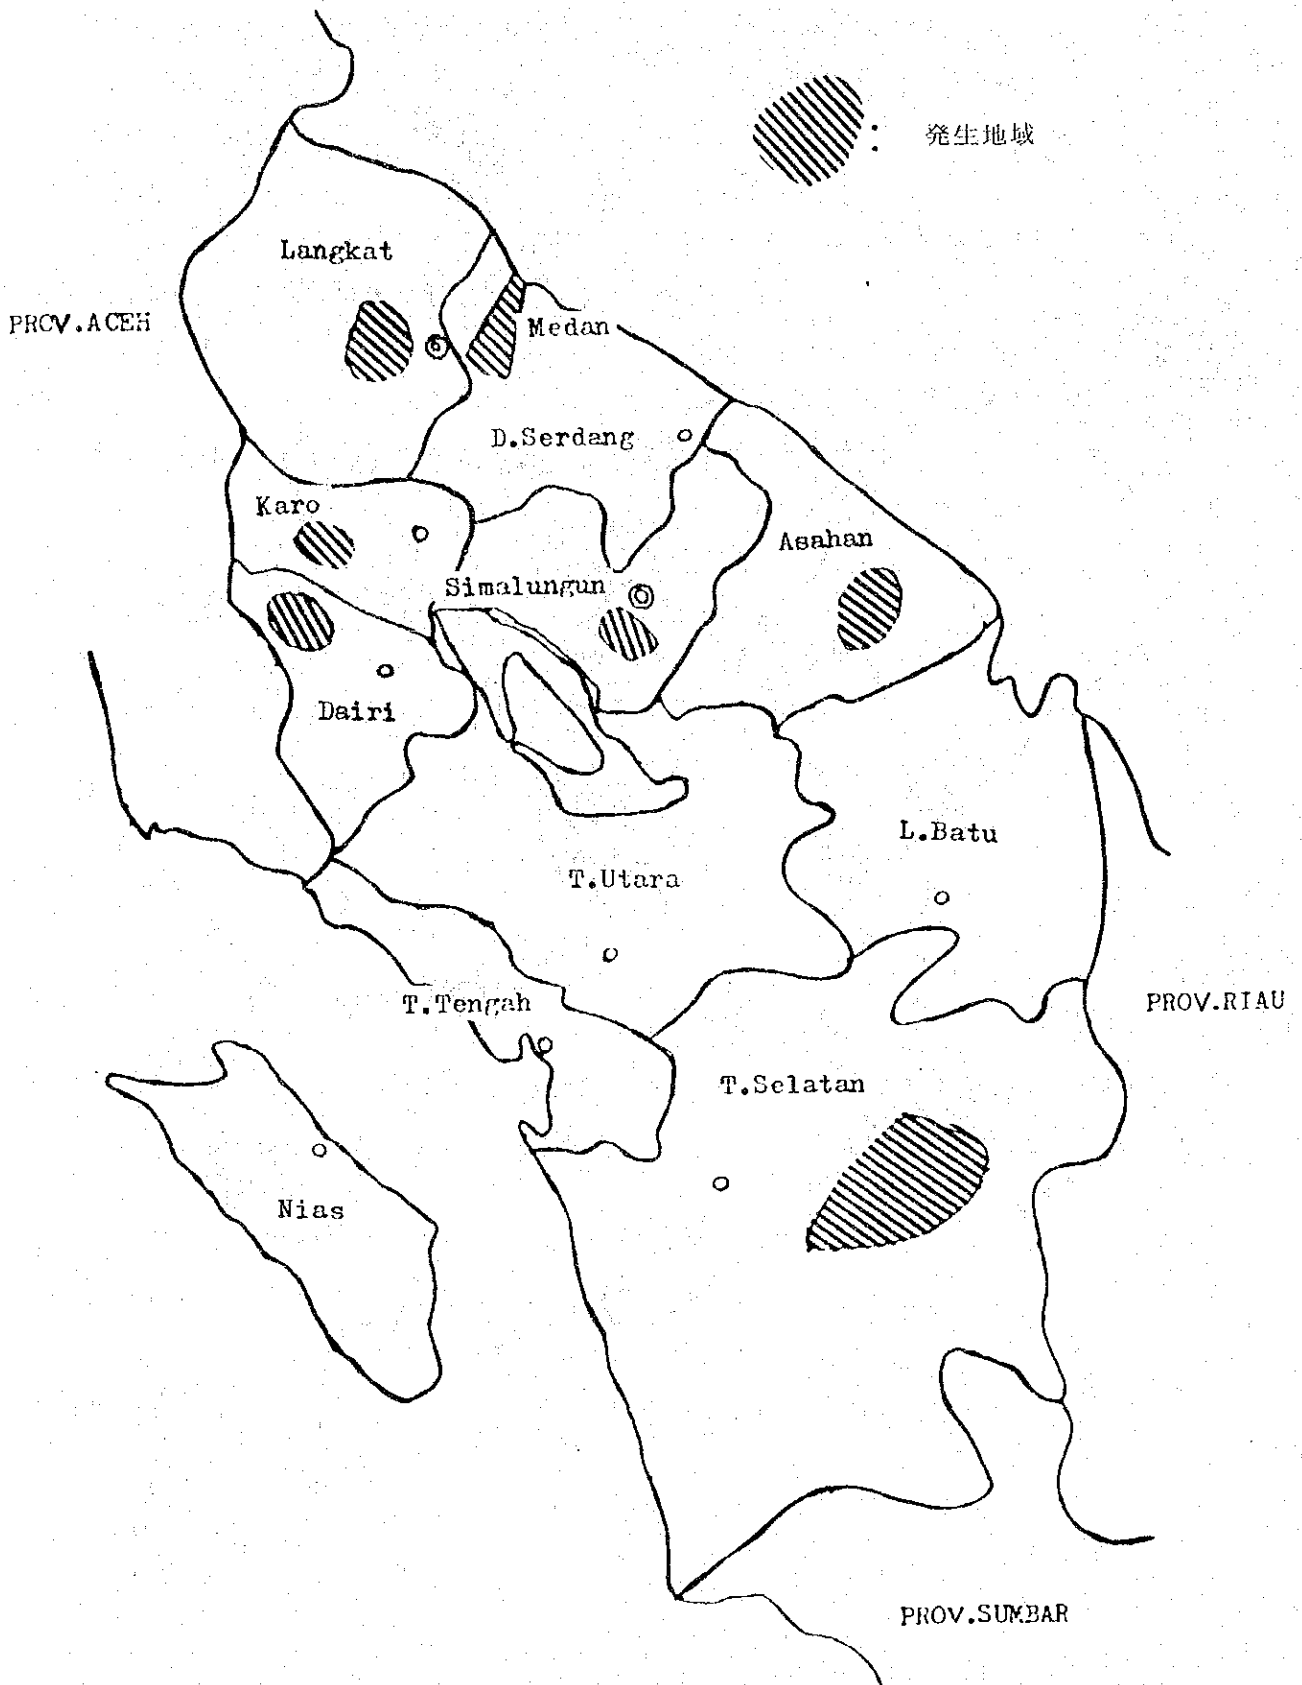 : 発生地域
Langkat
PROV.ACEH
Medan
D.Serdang
Karo
Asahan
Simalungun
Dairi
L.Batu
T.Utara
T.Tengah
PROV.RIAU
T.Selatan
Nias
PROV.SUMBAR